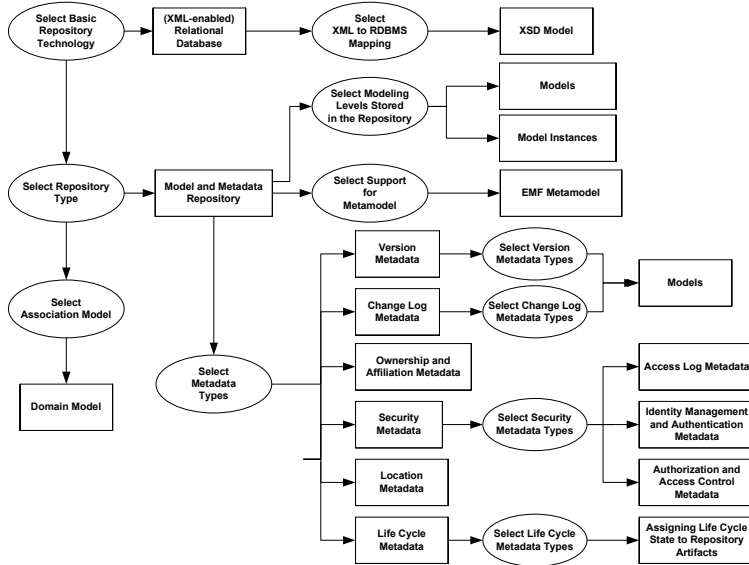 Select Basic
Repository
Technology
(XML-enabled)
Relational
Database
Select
XML to RDBMS
Mapping
XSD Model
Select Modeling
Levels Stored
in the Repository
Models
Model Instances
Select Repository
Type
Model and Metadata
Repository
Select Support
for
Metamodel
EMF Metamodel
Version
Metadata
Select Version
Metadata Types
Models
Change Log
Metadata
Select Change Log
Metadata Types
Select
Association Model
Select
Metadata
Types
Ownership and
Affiliation Metadata
Access Log Metadata
Domain Model
Security
Metadata
Select Security
Metadata Types
Identity Management
and Authentication
Metadata
Location
Metadata
Authorization and
Access Control
Metadata
Life Cycle
Metadata
Select Life Cycle
Metadata Types
Assigning Life Cycle
State to Repository
Artifacts